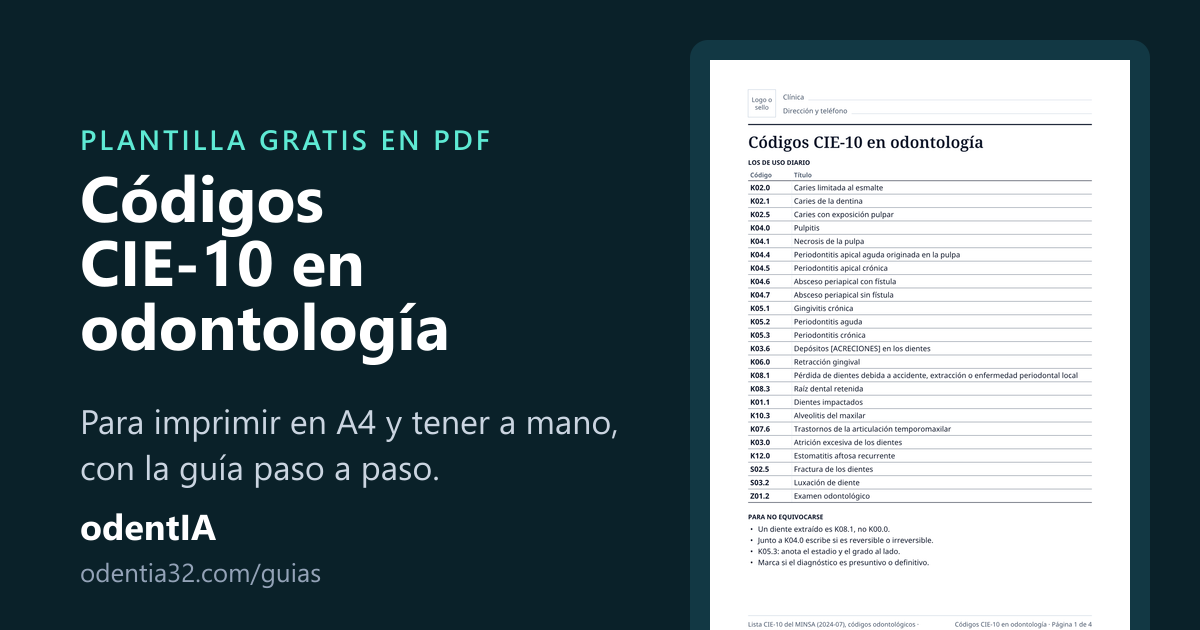 PLANTILLA GRATIS EN PDF
Códigos
CIE-10 en
odontología
Para imprimir en A4 y tener a mano,
con la guía paso a paso.
odentIA
odentia32.com/guias
Logo o
sello
Clínica
Dirección y teléfono
Códigos CIE-10 en odontología
LOS DE USO DIARIO
Código Título
K02.0 Caries limitada al esmalte
K02.1 Caries de la dentina
K02.5 Caries con exposición pulpar
K04.0 Pulpitis
K04.1 Necrosis de la pulpa
K04.4 Periodontitis apical aguda originada en la pulpa
K04.5 Periodontitis apical crónica
K04.6 Absceso periapical con fístula
K04.7 Absceso periapical sin fístula
K05.1 Gingivitis crónica
K05.2 Periodontitis aguda
K05.3 Periodontitis crónica
K03.6 Depósitos [ACRECIONES] en los dientes
K06.0 Retracción gingival
K08.1 Pérdida de dientes debida a accidente, extracción o enfermedad periodontal local
K08.3 Raíz dental retenida
K01.1 Dientes impactados
K10.3 Alveolitis del maxilar
K07.6 Trastornos de la articulación temporomaxilar
K03.0 Atrición excesiva de los dientes
K12.0 Estomatitis aftosa recurrente
S02.5 Fractura de los dientes
S03.2 Luxación de diente
Z01.2 Examen odontológico
PARA NO EQUIVOCARSE
• Un diente extraído es K08.1, no K00.0.
• Junto a K04.0 escribe si es reversible o irreversible.
• K05.3: anota el estadio y el grado al lado.
• Marca si el diagnóstico es presuntivo o definitivo.
Lista CIE-10 del MINSA (2024-07), códigos odontológicos · Códigos CIE-10 en odontología · Página 1 de 4